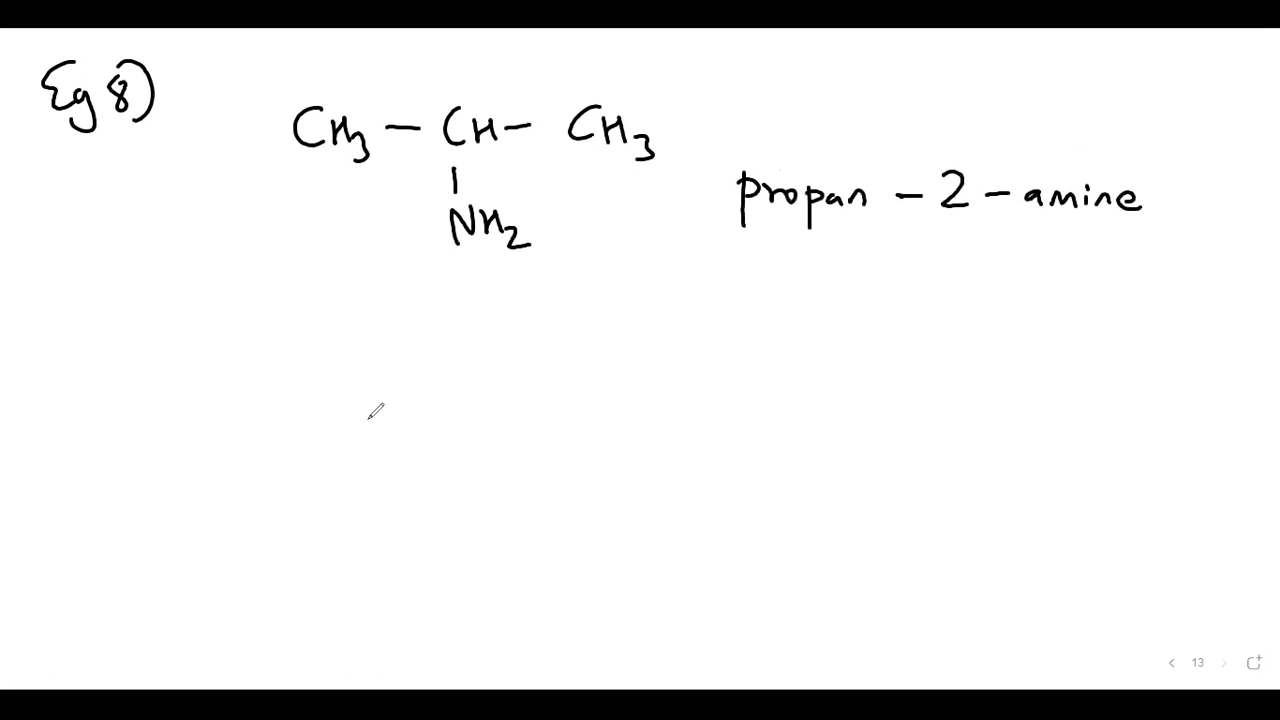 Eg 8)
CH3 — CH — CH3
|
NH2
propan - 2 - amine
13